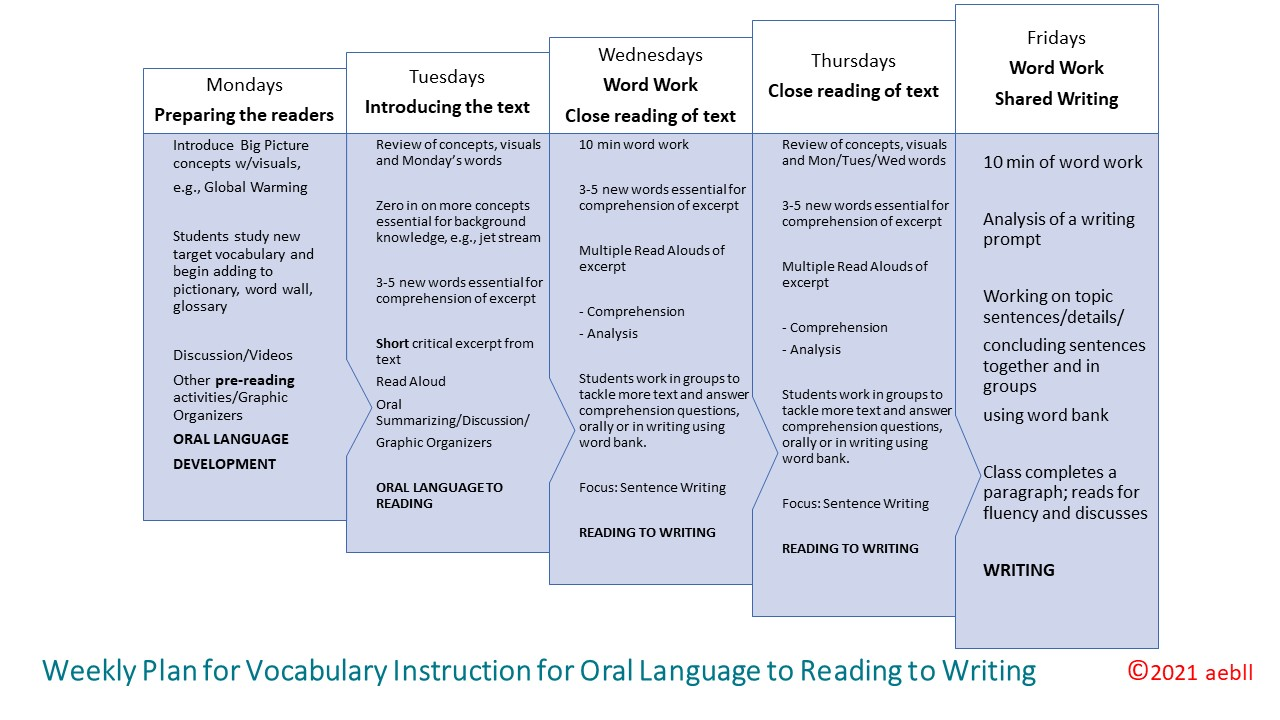 Mondays
Preparing the readers
Introduce Big Picture
concepts w/visuals,
e.g., Global Warming
Students study new
target vocabulary and
begin adding to
pictionary, word wall,
glossary
Discussion/Videos
Other pre-reading
activities/Graphic
Organizers
ORAL LANGUAGE
DEVELOPMENT
Tuesdays
Introducing the text
Review of concepts, visuals
and Monday’s words
Zero in on more concepts
essential for background
knowledge, e.g., jet stream
3-5 new words essential for
comprehension of excerpt
Short critical excerpt from
text
Read Aloud
Oral
Summarizing/Discussion/
Graphic Organizers
ORAL LANGUAGE TO
READING
Wednesdays
Word Work
Close reading of text
10 min word work
3-5 new words essential for
comprehension of excerpt
Multiple Read Alouds of
excerpt
- Comprehension
- Analysis
Students work in groups to
tackle more text and answer
comprehension questions,
orally or in writing using
word bank.
Focus: Sentence Writing
READING TO WRITING
Thursdays
Close reading of text
Review of concepts, visuals
and Mon/Tues/Wed words
3-5 new words essential for
comprehension of excerpt
Multiple Read Alouds of
excerpt
- Comprehension
- Analysis
Students work in groups to
tackle more text and answer
comprehension questions,
orally or in writing using
word bank.
Focus: Sentence Writing
READING TO WRITING
Fridays
Word Work
Shared Writing
10 min of word work
Analysis of a writing
prompt
Working on topic
sentences/details/
concluding sentences
together and in
groups
using word bank
Class completes a
paragraph; reads for
fluency and discusses
WRITING
Weekly Plan for Vocabulary Instruction for Oral Language to Reading to Writing
©2021 aebll